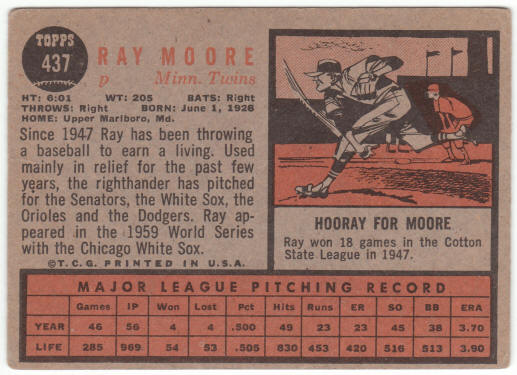 TOPPS
437
RAY MOORE
p Minn. Twins
HT: 6:01 WT: 205 BATS: Right
THROWS: Right BORN: June 1, 1926
HOME: Upper Marlboro, Md.
Since 1947 Ray has been throwing
a baseball to earn a living. Used
mainly in relief for the past few
years, the righthander has pitched
for the Senators, the White Sox, the
Orioles and the Dodgers. Ray ap-
peared in the 1959 World Series
with the Chicago White Sox.
©T.C.G. PRINTED IN U.S.A.
HOORAY FOR MOORE
Ray won 18 games in the Cotton
State League in 1947.
MAJOR LEAGUE PITCHING RECORD
Games IP Won Lost Pct Hits Runs ER SO BB ERA
YEAR 46 56 4 4 .500 49 23 23 45 38 3.70
LIFE 285 969 54 53 .505 830 453 420 516 513 3.90